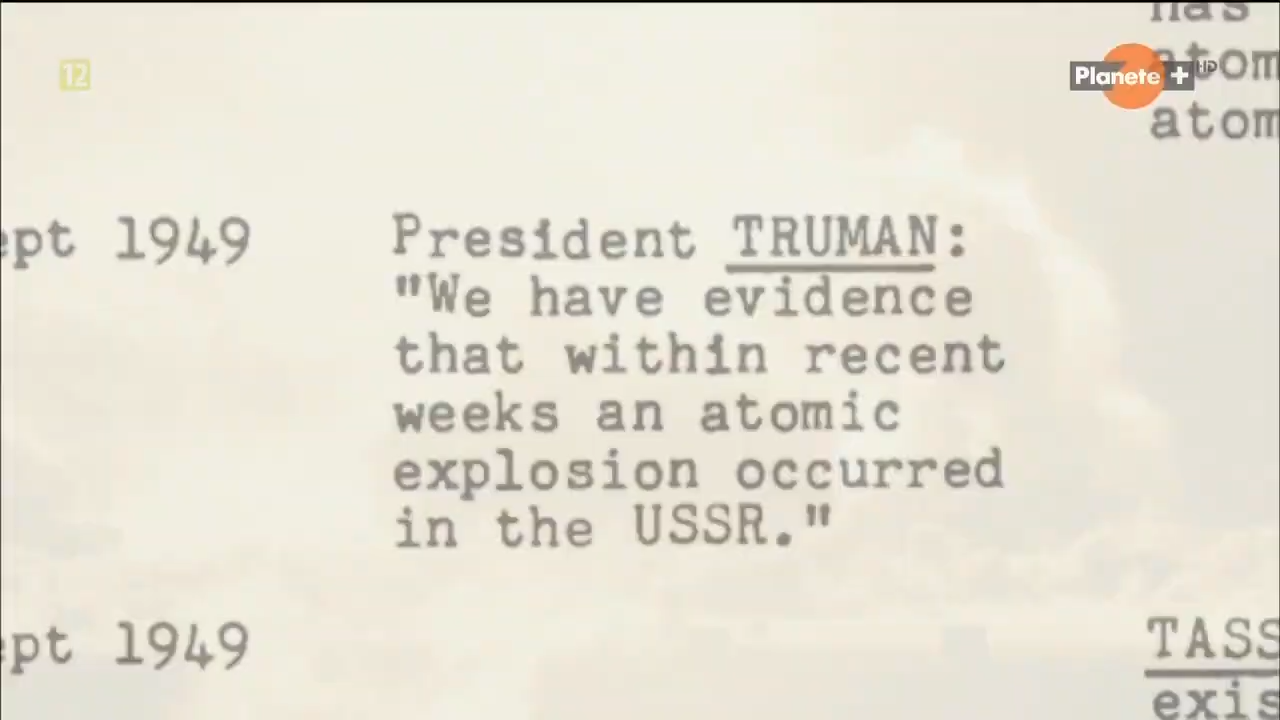 12
Planete +
HD
atom
atom
ept 1949
President TRUMAN:
"We have evidence
that within recent
weeks an atomic
explosion occurred
in the USSR."
ept 1949
TASS
exis